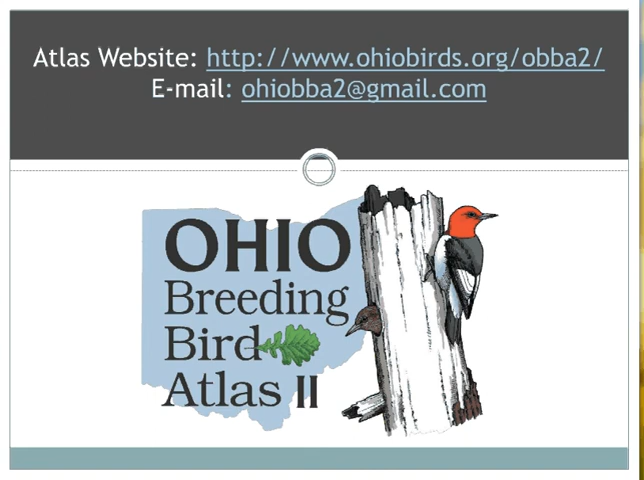 Atlas Website: http://www.ohiobirds.org/obba2/
E-mail: ohiobba2@gmail.com
OHIO
Breeding
Bird
Atlas II